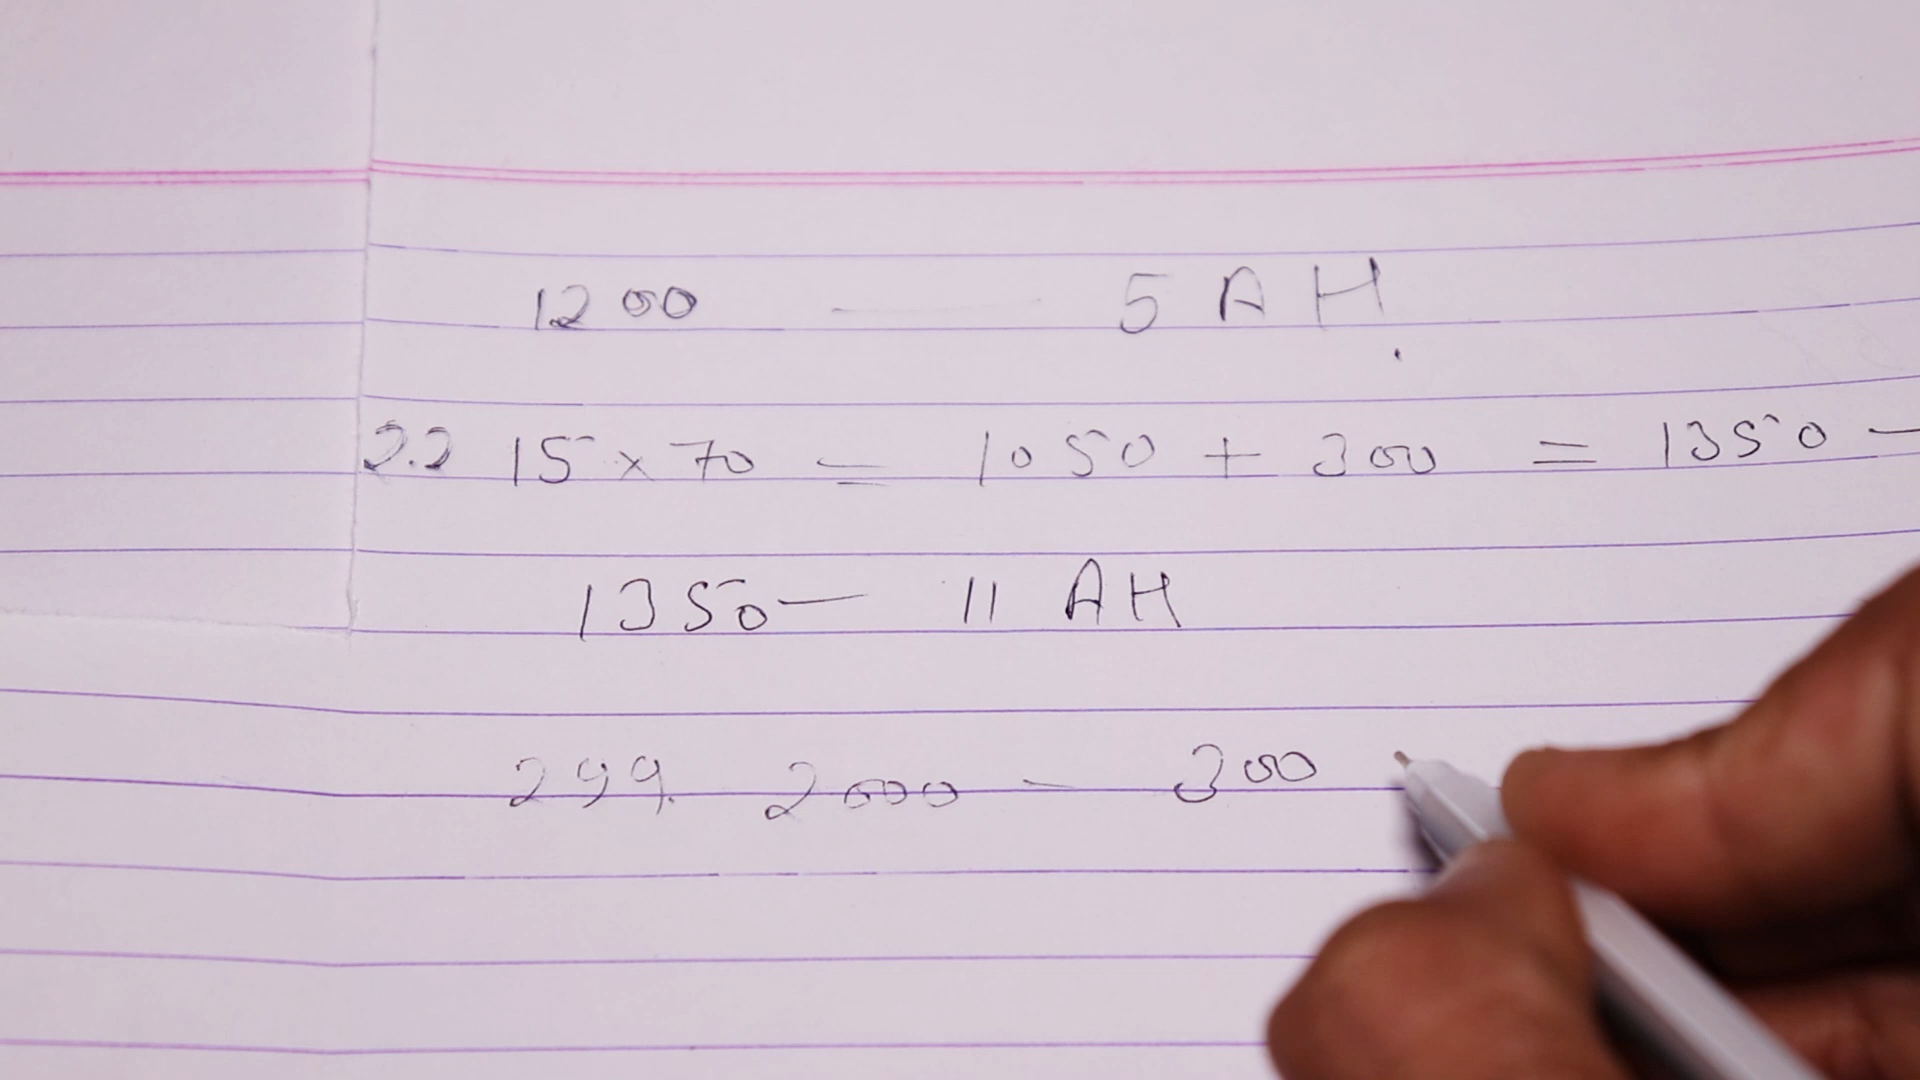 1200 — 5 AH.
2.2 15 x 70 = 1050 + 300 = 1350 —
1350 — 11 AH
299. 2000 — 300